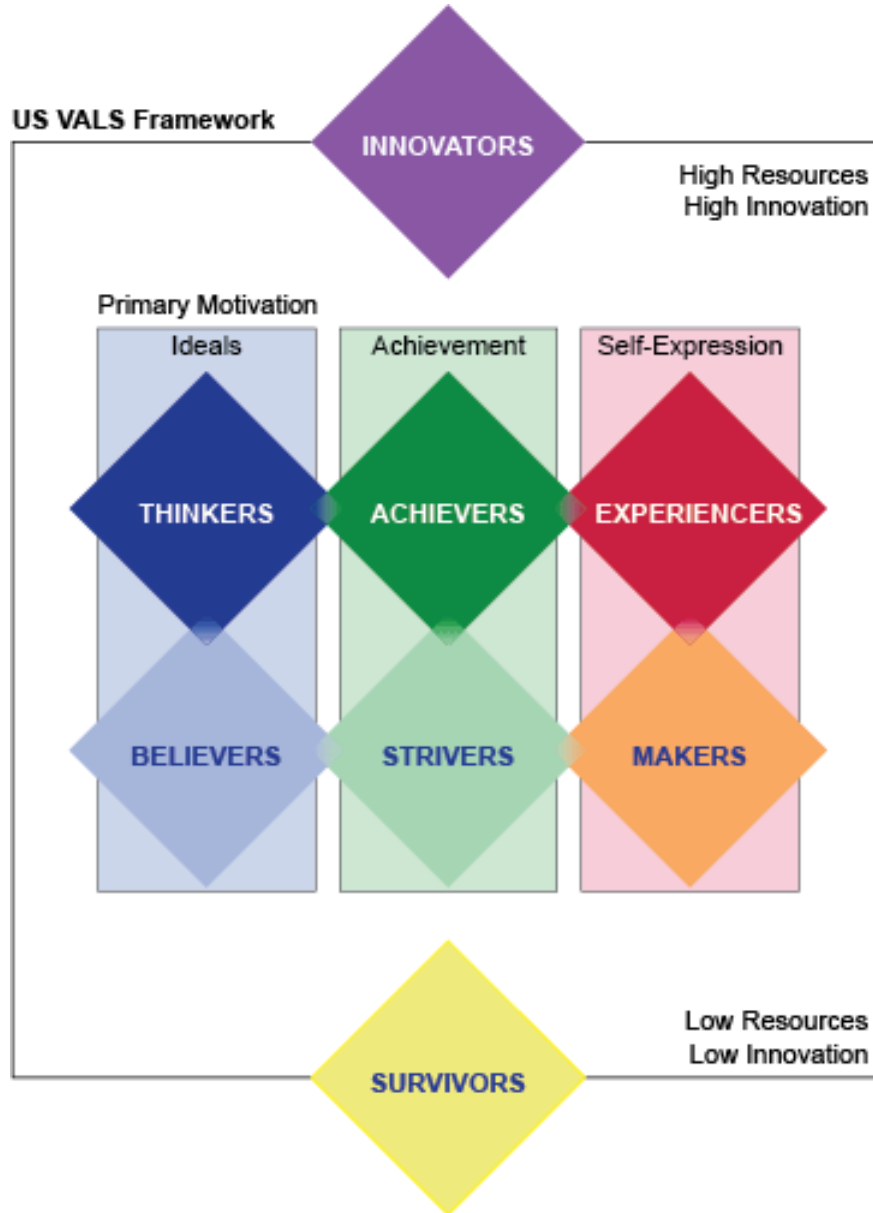 US VALS Framework
INNOVATORS
High Resources
High Innovation
Primary Motivation
Ideals
Achievement
Self-Expression
THINKERS
ACHIEVERS
EXPERIENCERS
BELIEVERS
STRIVERS
MAKERS
Low Resources
Low Innovation
SURVIVORS